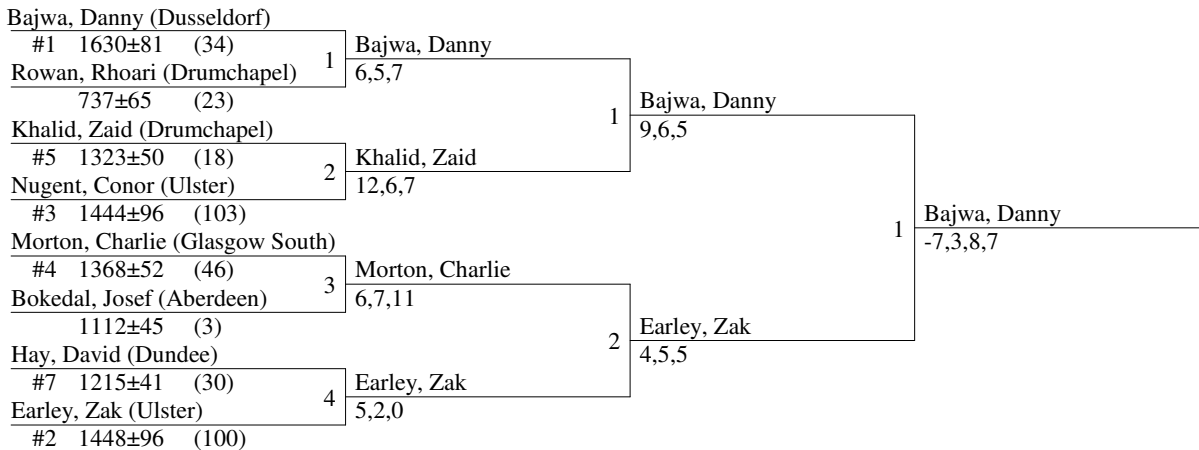 Bajwa, Danny (Dusseldorf)
#1 1630±81 (34)
Rowan, Rhoari (Drumchapel)
737±65 (23)
1
Bajwa, Danny
6,5,7
Khalid, Zaid (Drumchapel)
#5 1323±50 (18)
Nugent, Conor (Ulster)
#3 1444±96 (103)
2
Khalid, Zaid
12,6,7
1
Bajwa, Danny
9,6,5
Morton, Charlie (Glasgow South)
#4 1368±52 (46)
Bokedal, Josef (Aberdeen)
1112±45 (3)
3
Morton, Charlie
6,7,11
Hay, David (Dundee)
#7 1215±41 (30)
Earley, Zak (Ulster)
#2 1448±96 (100)
4
Earley, Zak
5,2,0
2
Earley, Zak
4,5,5
1
Bajwa, Danny
-7,3,8,7